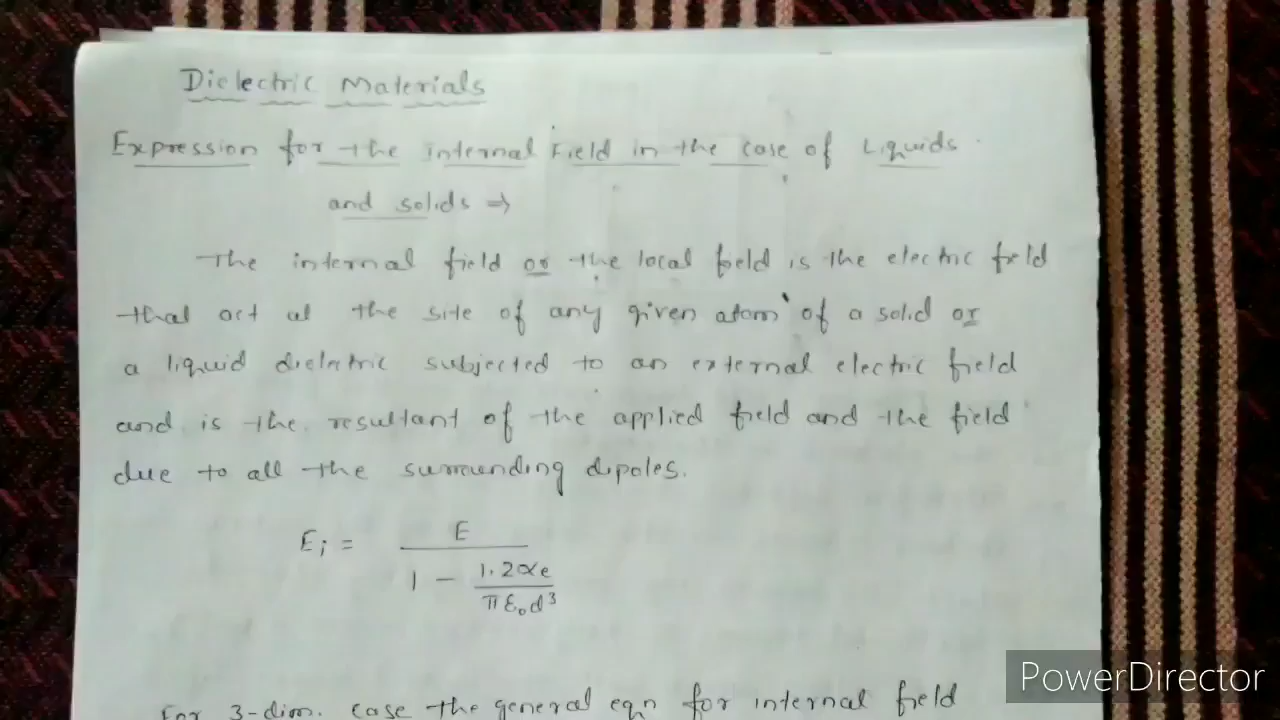 Dielectric Materials
Expression for the internal Field in the case of Liquids
and solids ⇒
The internal field or the local field is the electric field
that act at the site of any given atom of a solid or
a liquid dielectric subjected to an external electric field
and is the resultant of the applied field and the field
due to all the surrounding dipoles.
Ei = E / (1 - 1.2αe / πε₀d³)
For 3-dim. case the general eqn for internal field
PowerDirector